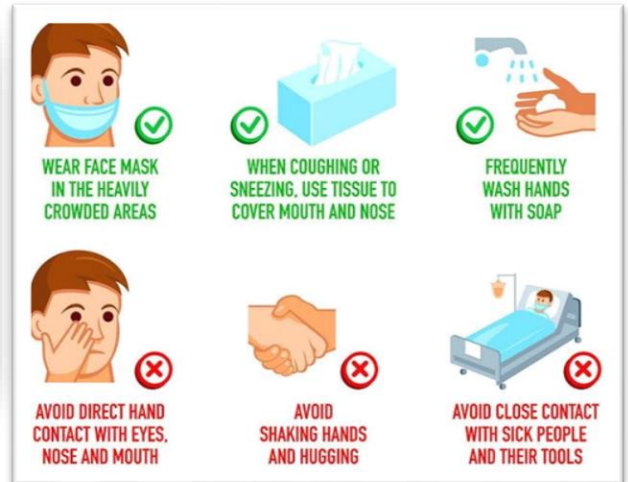 WEAR FACE MASK
IN THE HEAVILY
CROWDED AREAS
WHEN COUGHING OR
SNEEZING, USE TISSUE TO
COVER MOUTH AND NOSE
FREQUENTLY
WASH HANDS
WITH SOAP
AVOID DIRECT HAND
CONTACT WITH EYES,
NOSE AND MOUTH
AVOID
SHAKING HANDS
AND HUGGING
AVOID CLOSE CONTACT
WITH SICK PEOPLE
AND THEIR TOOLS